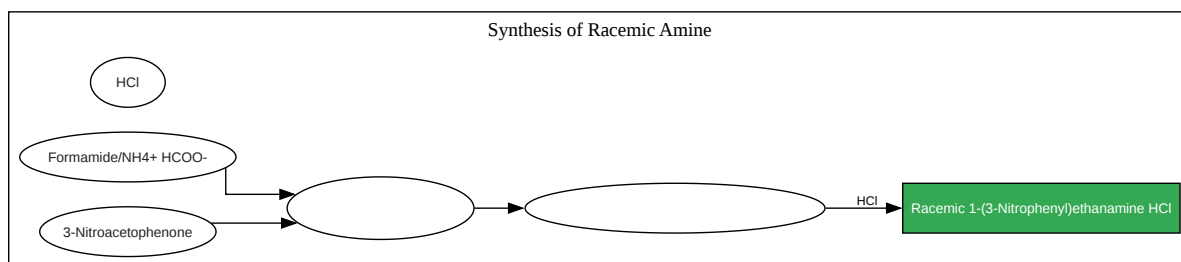 Synthesis of Racemic Amine
HCl
Formamide/NH4+ HCOO-
3-Nitroacetophenone
HCl
Racemic 1-(3-Nitrophenyl)ethanamine HCl